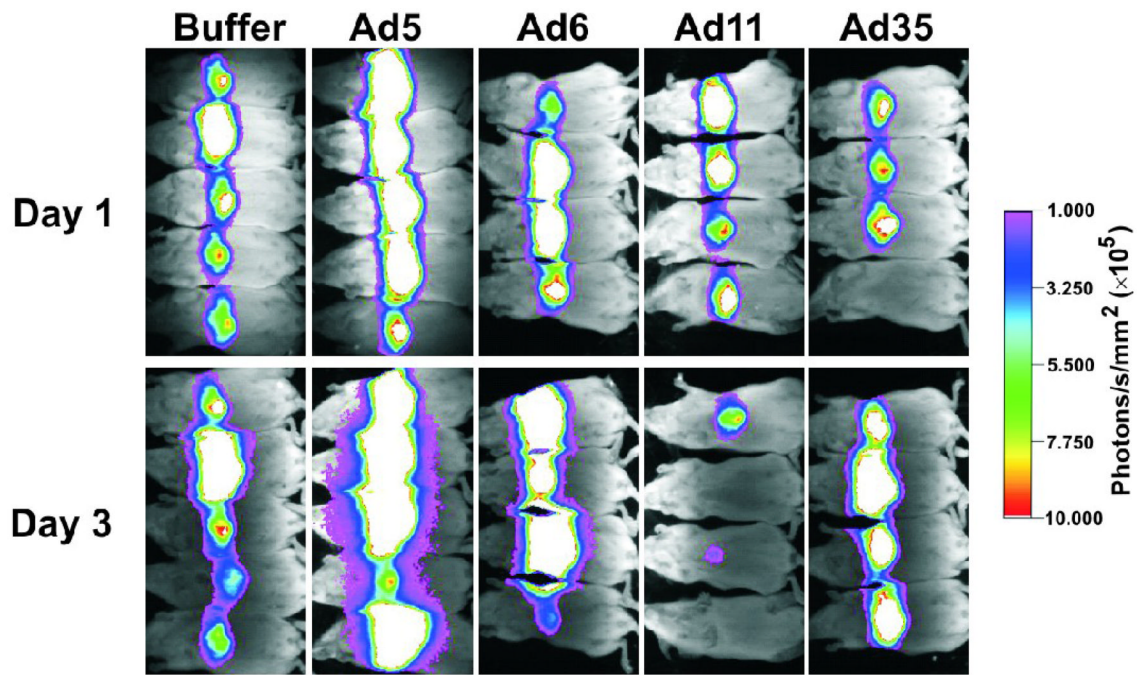 Buffer Ad5 Ad6 Ad11 Ad35
Day 1
Day 3
1.000
3.250
5.500
7.750
10.000
Photons/s/mm² (×10⁵)